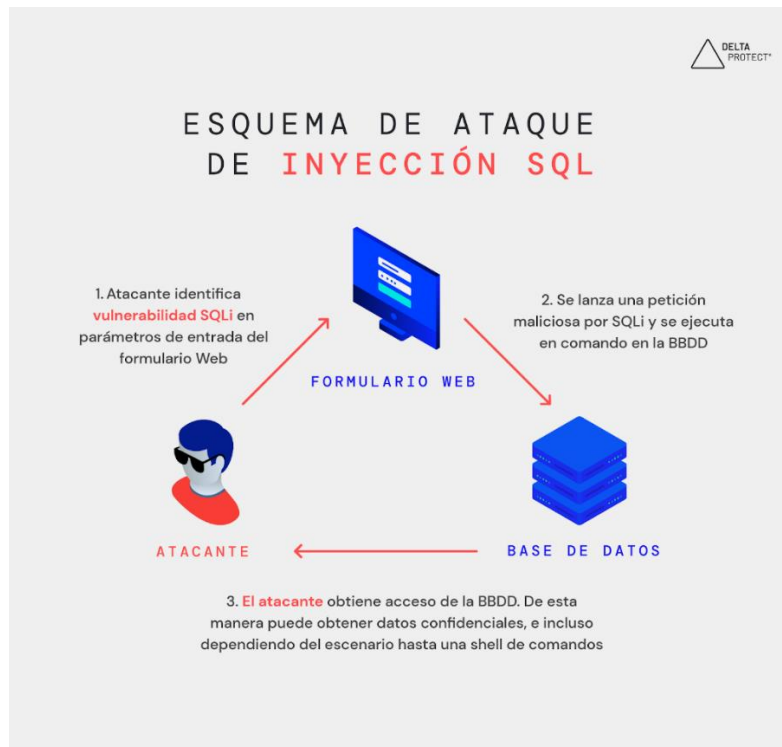 DELTA
PROTECT®
ESQUEMA DE ATAQUE
DE INYECCIÓN SQL
1. Atacante identifica
vulnerabilidad SQLi en
parámetros de entrada del
formulario Web
2. Se lanza una petición
maliciosa por SQLi y se ejecuta
en comando en la BBDD
FORMULARIO WEB
ATACANTE
BASE DE DATOS
3. El atacante obtiene acceso de la BBDD. De esta
manera puede obtener datos confidenciales, e incluso
dependiendo del escenario hasta una shell de comandos